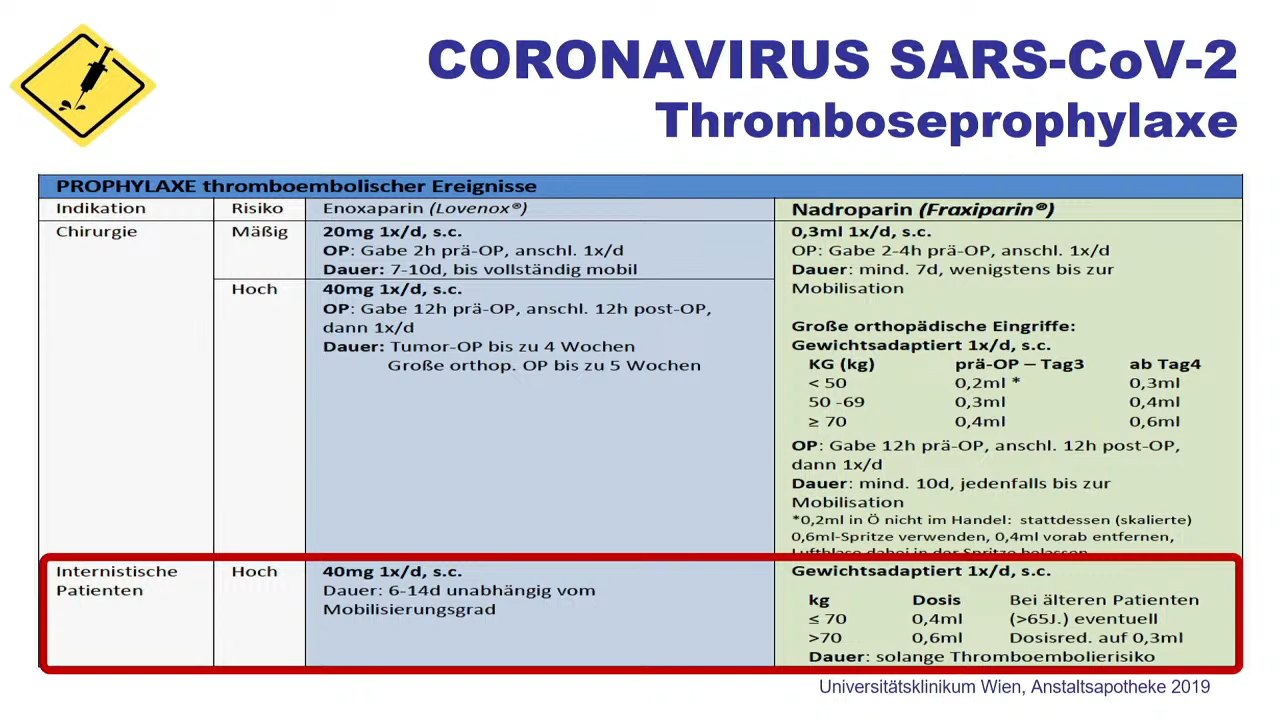 CORONAVIRUS SARS-CoV-2
Thromboseprophylaxe
PROPHYLAXE thromboembolischer Ereignisse
Indikation Risiko Enoxaparin (Lovenox®) Nadroparin (Fraxiparin®)
Chirurgie Mäßig 20mg 1x/d, s.c.
OP: Gabe 2h prä-OP, anschl. 1x/d
Dauer: 7-10d, bis vollständig mobil
0,3ml 1x/d, s.c.
OP: Gabe 2-4h prä-OP, anschl. 1x/d
Dauer: mind. 7d, wenigstens bis zur
Mobilisation
Hoch 40mg 1x/d, s.c.
OP: Gabe 12h prä-OP, anschl. 12h post-OP,
dann 1x/d
Dauer: Tumor-OP bis zu 4 Wochen
Große orthop. OP bis zu 5 Wochen
Große orthopädische Eingriffe:
Gewichtsadaptiert 1x/d, s.c.
KG (kg) prä-OP – Tag3 ab Tag4
< 50 0,2ml * 0,3ml
50 -69 0,3ml 0,4ml
≥ 70 0,4ml 0,6ml
OP: Gabe 12h prä-OP, anschl. 12h post-OP,
dann 1x/d
Dauer: mind. 10d, jedenfalls bis zur
Mobilisation
*0,2ml in Ö nicht im Handel: stattdessen (skalierte)
0,6ml-Spritze verwenden, 0,4ml vorab entfernen,
Luftblase dabei in der Spritze belassen
Internistische
Patienten
Hoch 40mg 1x/d, s.c.
Dauer: 6-14d unabhängig vom
Mobilisierungsgrad
Gewichtsadaptiert 1x/d, s.c.
kg Dosis Bei älteren Patienten
≤ 70 0,4ml (>65J.) eventuell
>70 0,6ml Dosisred. auf 0,3ml
Dauer: solange Thromboembolierisiko
Universitätsklinikum Wien, Anstaltsapotheke 2019